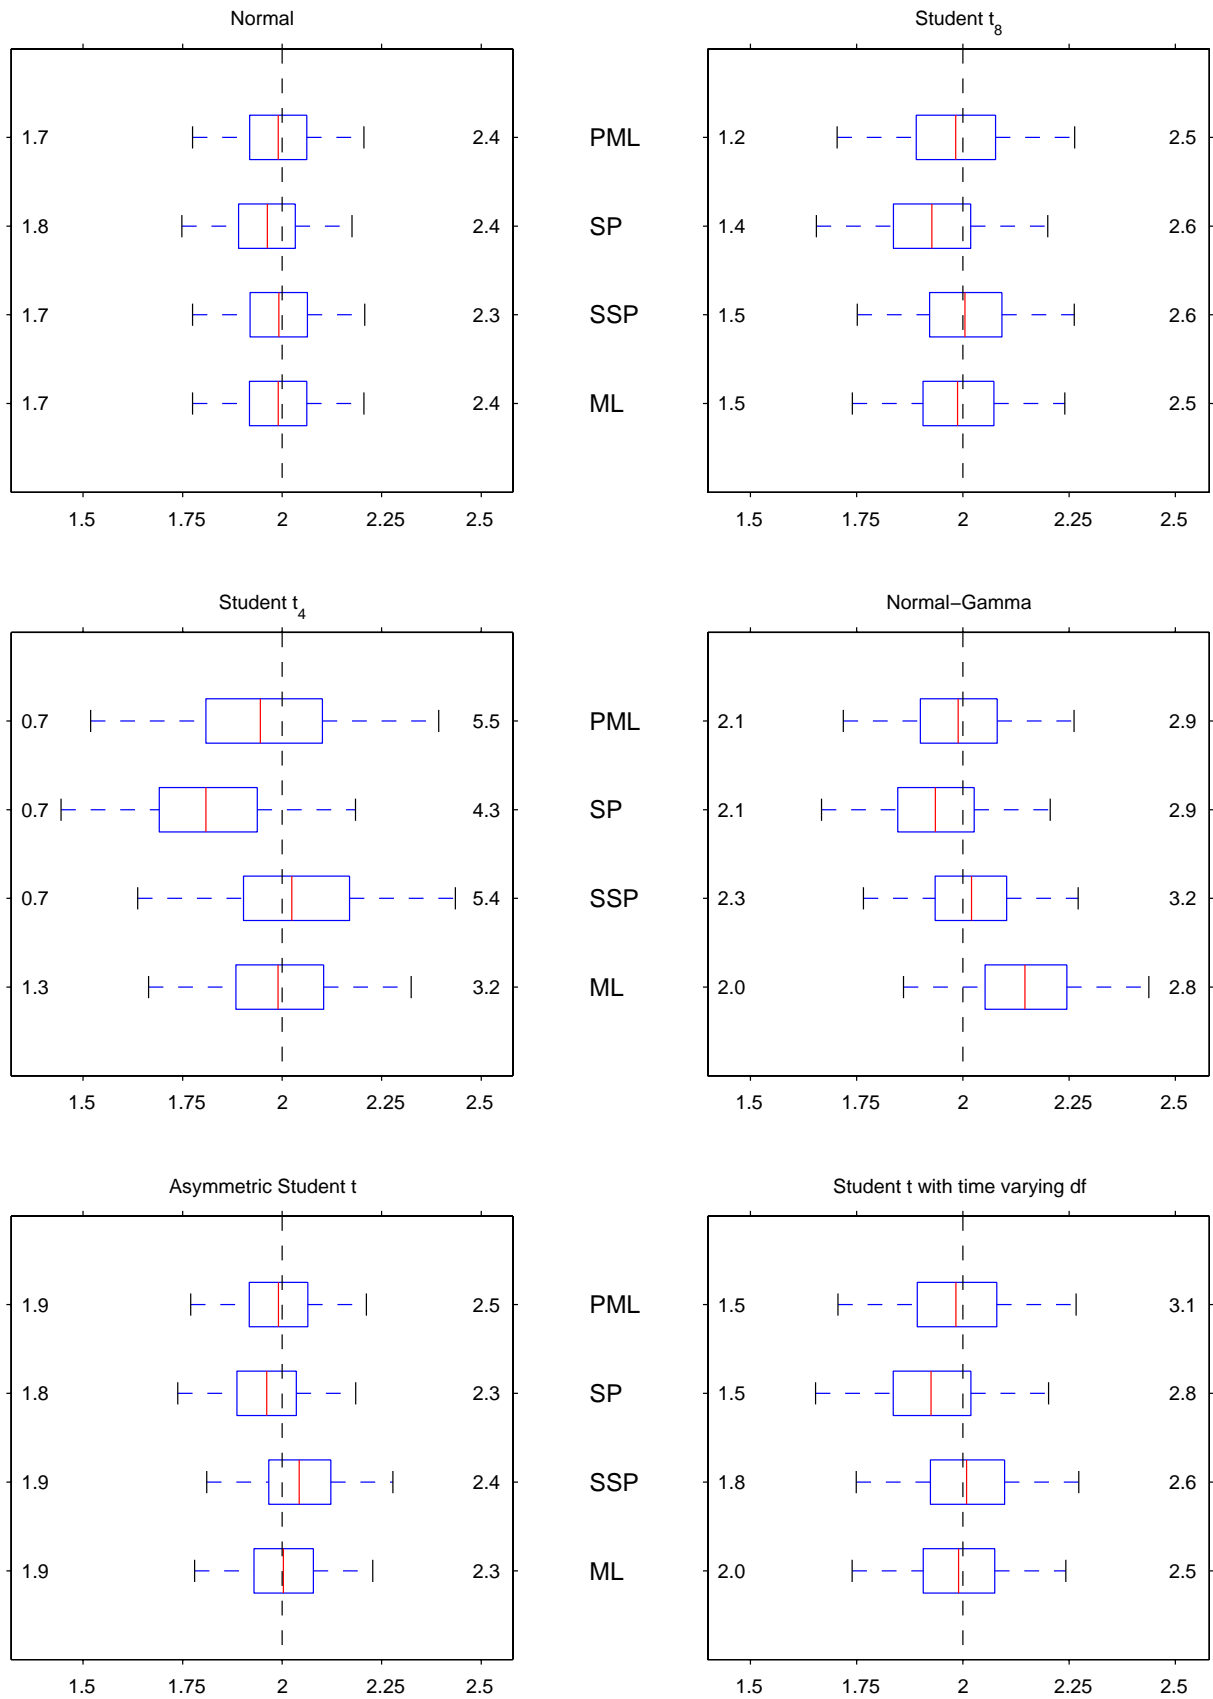 Normal
Student t8
1.7 2.4 PML 1.2 2.5
1.8 2.4 SP 1.4 2.6
1.7 2.3 SSP 1.5 2.6
1.7 2.4 ML 1.5 2.5
1.5 1.75 2 2.25 2.5 1.5 1.75 2 2.25 2.5
Student t4
Normal−Gamma
0.7 5.5 PML 2.1 2.9
0.7 4.3 SP 2.1 2.9
0.7 5.4 SSP 2.3 3.2
1.3 3.2 ML 2.0 2.8
1.5 1.75 2 2.25 2.5 1.5 1.75 2 2.25 2.5
Asymmetric Student t
Student t with time varying df
1.9 2.5 PML 1.5 3.1
1.8 2.3 SP 1.5 2.8
1.9 2.4 SSP 1.8 2.6
1.9 2.3 ML 2.0 2.5
1.5 1.75 2 2.25 2.5 1.5 1.75 2 2.25 2.5